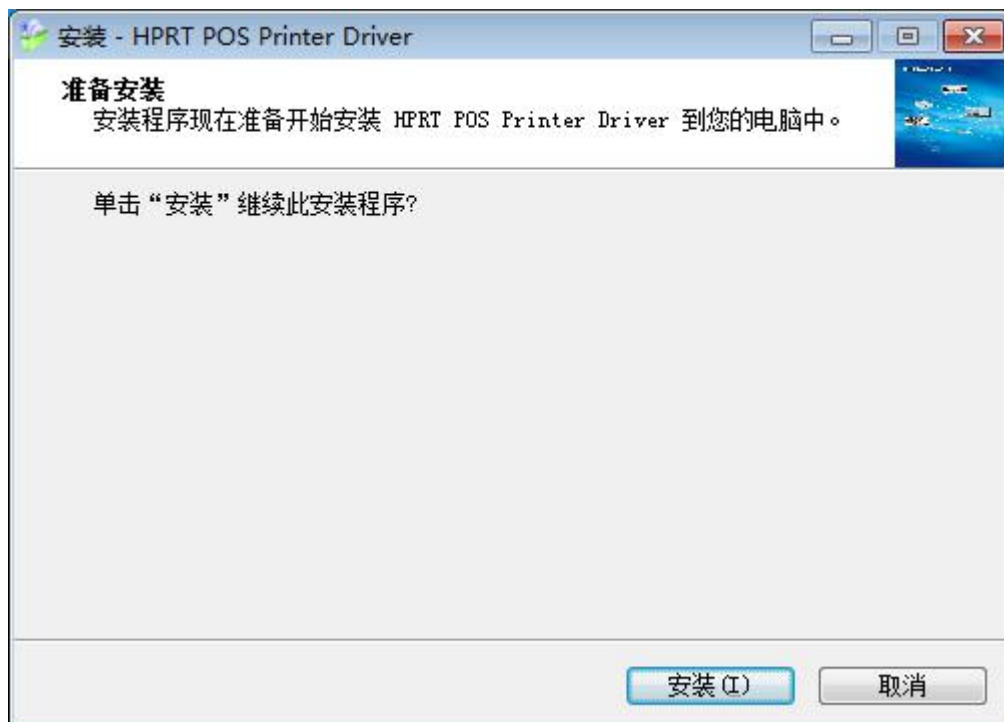 安装 - HPRT POS Printer Driver
准备安装
安装程序现在准备开始安装 HPRT POS Printer Driver 到您的电脑中。
单击“安装”继续此安装程序?
安装(I)
取消